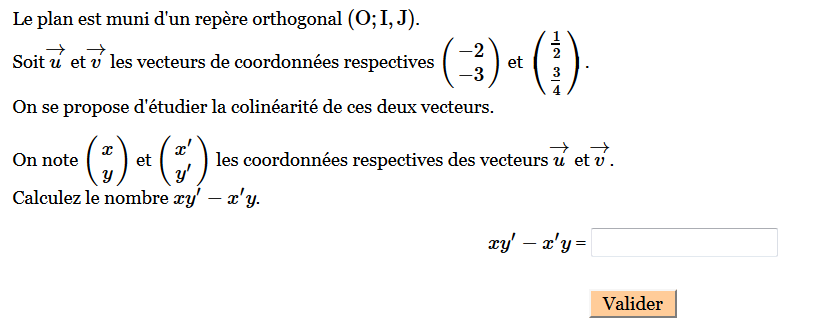 Le plan est muni d'un repère orthogonal (O; I, J).
Soit $\overrightarrow{u}$ et $\overrightarrow{v}$ les vecteurs de coordonnées respectives $\begin{pmatrix} -2 \\ -3 \end{pmatrix}$ et $\begin{pmatrix} \frac{1}{2} \\ \frac{3}{4} \end{pmatrix}$.
On se propose d'étudier la colinéarité de ces deux vecteurs.
On note $\begin{pmatrix} x \\ y \end{pmatrix}$ et $\begin{pmatrix} x' \\ y' \end{pmatrix}$ les coordonnées respectives des vecteurs $\overrightarrow{u}$ et $\overrightarrow{v}$.
Calculez le nombre $xy' - x'y$.
$xy' - x'y =$
Valider